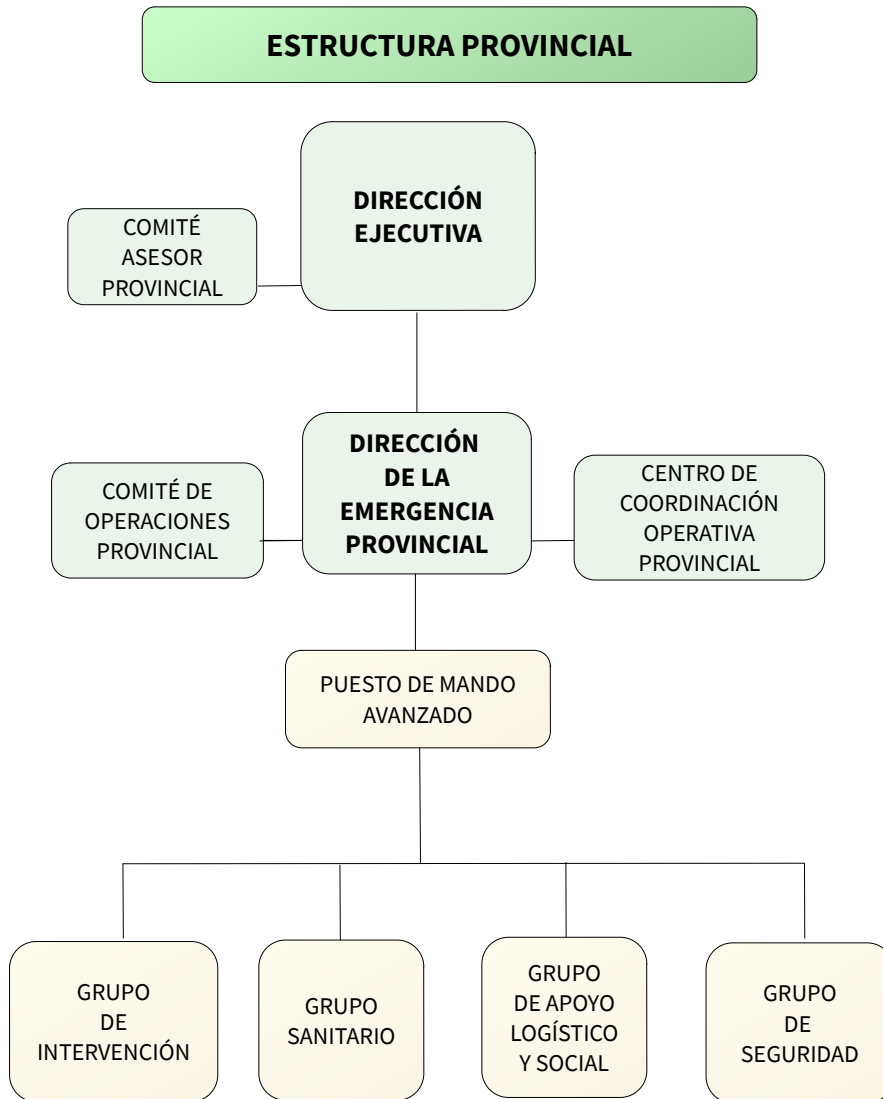 ESTRUCTURA PROVINCIAL
DIRECCIÓN
EJECUTIVA
COMITÉ
ASESOR
PROVINCIAL
DIRECCIÓN
DE LA
EMERGENCIA
PROVINCIAL
COMITÉ DE
OPERACIONES
PROVINCIAL
CENTRO DE
COORDINACIÓN
OPERATIVA
PROVINCIAL
PUESTO DE MANDO
AVANZADO
GRUPO
DE
INTERVENCIÓN
GRUPO
SANITARIO
GRUPO
DE APOYO
LOGÍSTICO
Y SOCIAL
GRUPO
DE
SEGURIDAD